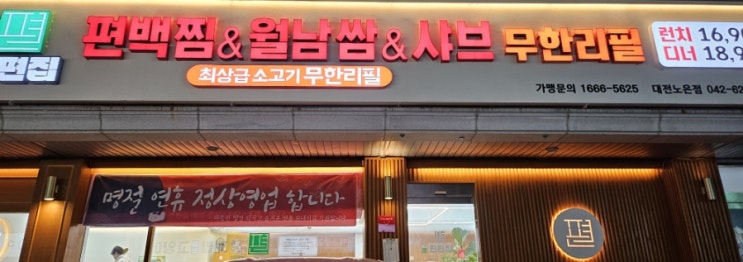 편
편집
편백찜&월남쌈&샤브 무한리필
최상급 소고기 무한리필
런치 16,90
디너 18,9
가맹문의 1666-5625 대전노은점 042-62
명절 연휴 정상영업 합니다
편
편